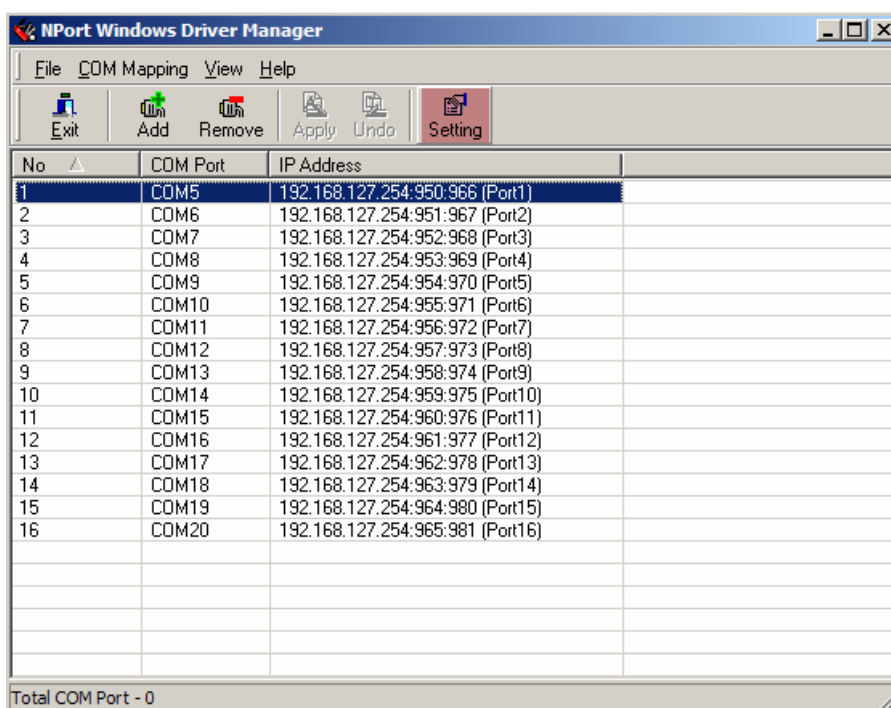 NPort Windows Driver Manager
File COM Mapping View Help
Exit Add Remove Apply Undo Setting
No COM Port IP Address
1 COM5 192.168.127.254:950:966 (Port1)
2 COM6 192.168.127.254:951:967 (Port2)
3 COM7 192.168.127.254:952:968 (Port3)
4 COM8 192.168.127.254:953:969 (Port4)
5 COM9 192.168.127.254:954:970 (Port5)
6 COM10 192.168.127.254:955:971 (Port6)
7 COM11 192.168.127.254:956:972 (Port7)
8 COM12 192.168.127.254:957:973 (Port8)
9 COM13 192.168.127.254:958:974 (Port9)
10 COM14 192.168.127.254:959:975 (Port10)
11 COM15 192.168.127.254:960:976 (Port11)
12 COM16 192.168.127.254:961:977 (Port12)
13 COM17 192.168.127.254:962:978 (Port13)
14 COM18 192.168.127.254:963:979 (Port14)
15 COM19 192.168.127.254:964:980 (Port15)
16 COM20 192.168.127.254:965:981 (Port16)
Total COM Port - 0